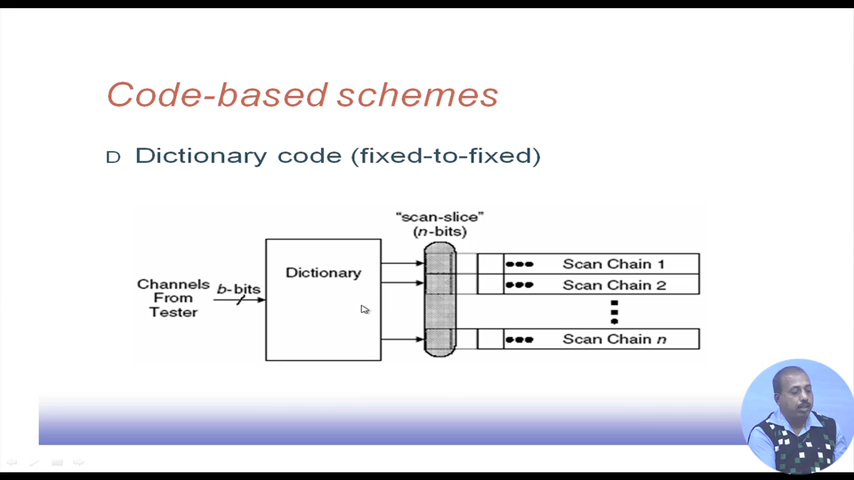 Code-based schemes
D Dictionary code (fixed-to-fixed)
"scan-slice"
(n-bits)
Dictionary
Channels
From
Tester
b-bits
Scan Chain 1
Scan Chain 2
Scan Chain n